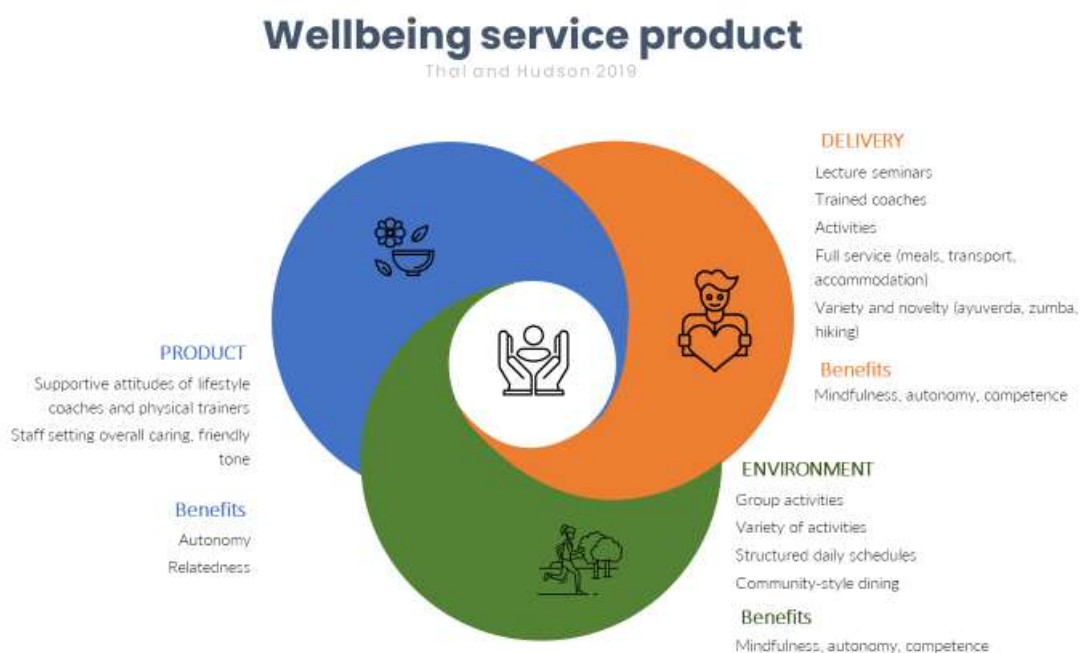 Wellbeing service product
Thal and Hudson 2019
DELIVERY
Lecture seminars
Trained coaches
Activities
Full service (meals, transport,
accommodation)
Variety and novelty (ayuverda, zumba,
hiking)
Benefits
Mindfulness, autonomy, competence
PRODUCT
Supportive attitudes of lifestyle
coaches and physical trainers
Staff setting overall caring, friendly
tone
Benefits
Autonomy
Relatedness
ENVIRONMENT
Group activities
Variety of activities
Structured daily schedules
Community-style dining
Benefits
Mindfulness, autonomy, competence